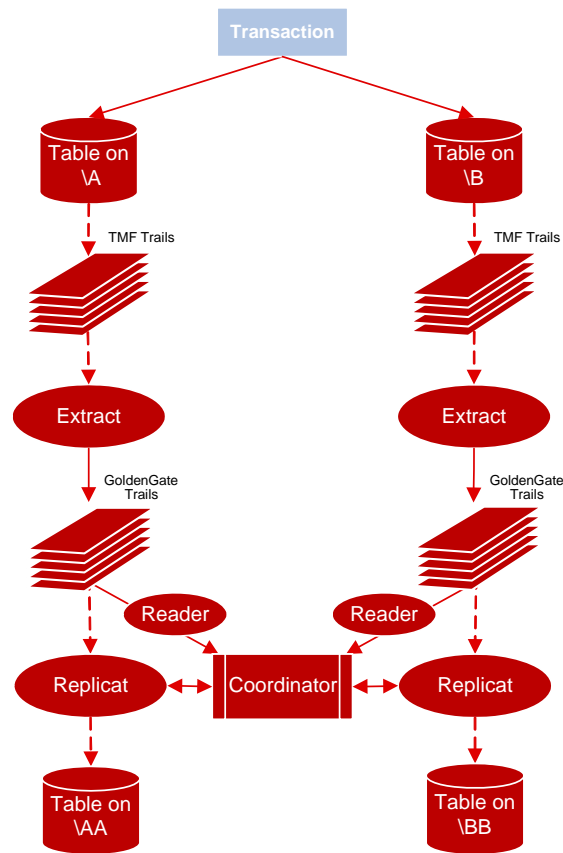 Transaction
Table on
\A
Table on
\B
TMF Trails
TMF Trails
Extract
Extract
GoldenGate
Trails
GoldenGate
Trails
Reader
Reader
Replicat
Coordinator
Replicat
Table on
\AA
Table on
\BB